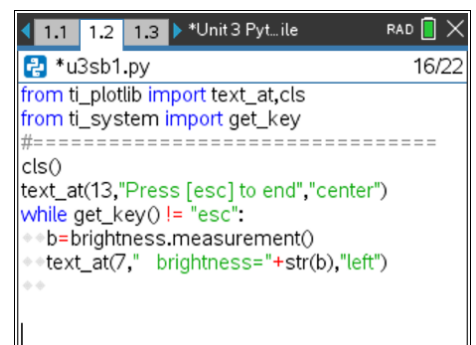 1.1 1.2 1.3 *Unit 3 Pyt…ile RAD
*u3sb1.py 16/22
from ti_plotlib import text_at,cls
from ti_system import get_key
#================================
cls()
text_at(13,"Press [esc] to end","center")
while get_key() != "esc":
b=brightness.measurement()
text_at(7,"   brightness="+str(b),"left")